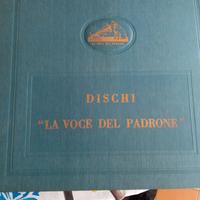 DISCHI
"LA VOCE DEL PADRONE"